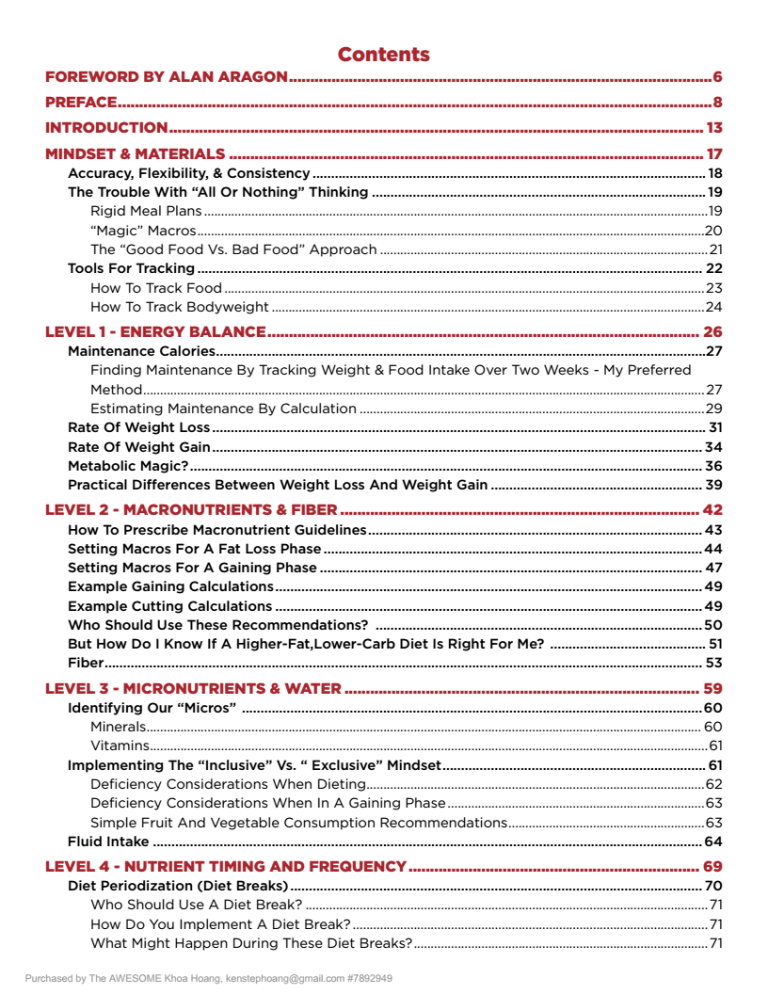 Contents
FOREWORD BY ALAN ARAGON....................................................................................................6
PREFACE............................................................................................................................................8
INTRODUCTION............................................................................................................................. 13
MINDSET & MATERIALS ............................................................................................................... 17
Accuracy, Flexibility, & Consistency ......................................................................................................... 18
The Trouble With “All Or Nothing” Thinking ......................................................................................... 19
Rigid Meal Plans.....................................................................................................................................................19
“Magic” Macros......................................................................................................................................................20
The “Good Food Vs. Bad Food” Approach .................................................................................................21
Tools For Tracking ....................................................................................................................................... 22
How To Track Food..............................................................................................................................................23
How To Track Bodyweight ................................................................................................................................24
LEVEL 1 - ENERGY BALANCE..................................................................................................... 26
Maintenance Calories...................................................................................................................................27
Finding Maintenance By Tracking Weight & Food Intake Over Two Weeks - My Preferred
Method.....................................................................................................................................................................27
Estimating Maintenance By Calculation ......................................................................................................29
Rate Of Weight Loss .................................................................................................................................... 31
Rate Of Weight Gain................................................................................................................................... 34
Metabolic Magic?......................................................................................................................................... 36
Practical Differences Between Weight Loss And Weight Gain ......................................................... 39
LEVEL 2 - MACRONUTRIENTS & FIBER .................................................................................... 42
How To Prescribe Macronutrient Guidelines.......................................................................................... 43
Setting Macros For A Fat Loss Phase ...................................................................................................... 44
Setting Macros For A Gaining Phase ....................................................................................................... 47
Example Gaining Calculations................................................................................................................... 49
Example Cutting Calculations ................................................................................................................... 49
Who Should Use These Recommendations? ........................................................................................50
But How Do I Know If A Higher-Fat,Lower-Carb Diet Is Right For Me? .......................................... 51
Fiber................................................................................................................................................................ 53
LEVEL 3 - MICRONUTRIENTS & WATER ................................................................................... 59
Identifying Our “Micros” ............................................................................................................................60
Minerals.................................................................................................................................................................... 60
Vitamins....................................................................................................................................................................61
Implementing The “Inclusive” Vs. “ Exclusive” Mindset....................................................................... 61
Deficiency Considerations When Dieting....................................................................................................62
Deficiency Considerations When In A Gaining Phase............................................................................63
Simple Fruit And Vegetable Consumption Recommendations..........................................................63
Fluid Intake ................................................................................................................................................... 64
LEVEL 4 - NUTRIENT TIMING AND FREQUENCY.................................................................... 69
Diet Periodization (Diet Breaks)............................................................................................................... 70
Who Should Use A Diet Break? .......................................................................................................................71
How Do You Implement A Diet Break?.........................................................................................................71
What Might Happen During These Diet Breaks?.......................................................................................71
Purchased by The AWESOME Khoa Hoang, kenstephoang@gmail.com #7892949